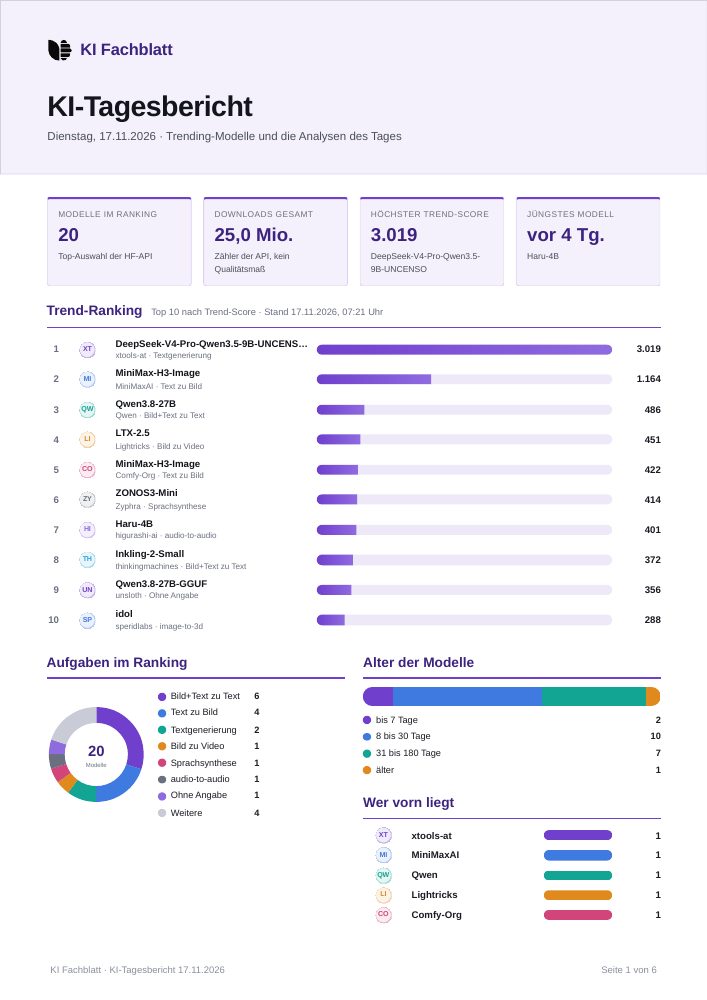 KI Fachblatt
KI-Tagesbericht
Dienstag, 17.11.2026 · Trending-Modelle und die Analysen des Tages
MODELLE IM RANKING
20
Top-Auswahl der HF-API
DOWNLOADS GESAMT
25,0 Mio.
Zähler der API, kein
Qualitätsmaß
HÖCHSTER TREND-SCORE
3.019
DeepSeek-V4-Pro-Qwen3.5-
9B-UNCENSO
JÜNGSTES MODELL
vor 4 Tg.
Haru-4B
Trend-Ranking Top 10 nach Trend-Score · Stand 17.11.2026, 07:21 Uhr
1 XT DeepSeek-V4-Pro-Qwen3.5-9B-UNCENS... 3.019
xtools-at · Textgenerierung
2 MI MiniMax-H3-Image 1.164
MiniMaxAI · Text zu Bild
3 QW Qwen3.8-27B 486
Qwen · Bild+Text zu Text
4 LI LTX-2.5 451
Lightricks · Bild zu Video
5 CO MiniMax-H3-Image 422
Comfy-Org · Text zu Bild
6 ZY ZONOS3-Mini 414
Zyphra · Sprachsynthese
7 HI Haru-4B 401
higurashi-ai · audio-to-audio
8 TH Inkling-2-Small 372
thinkingmachines · Bild+Text zu Text
9 UN Qwen3.8-27B-GGUF 356
unsloth · Ohne Angabe
10 SP idol 288
speridlabs · image-to-3d
Aufgaben im Ranking
20
Modelle
Bild+Text zu Text 6
Text zu Bild 4
Textgenerierung 2
Bild zu Video 1
Sprachsynthese 1
audio-to-audio 1
Ohne Angabe 1
Weitere 4
Alter der Modelle
bis 7 Tage 2
8 bis 30 Tage 10
31 bis 180 Tage 7
älter 1
Wer vorn liegt
XT xtools-at 1
MI MiniMaxAI 1
QW Qwen 1
LI Lightricks 1
CO Comfy-Org 1
KI Fachblatt · KI-Tagesbericht 17.11.2026
Seite 1 von 6